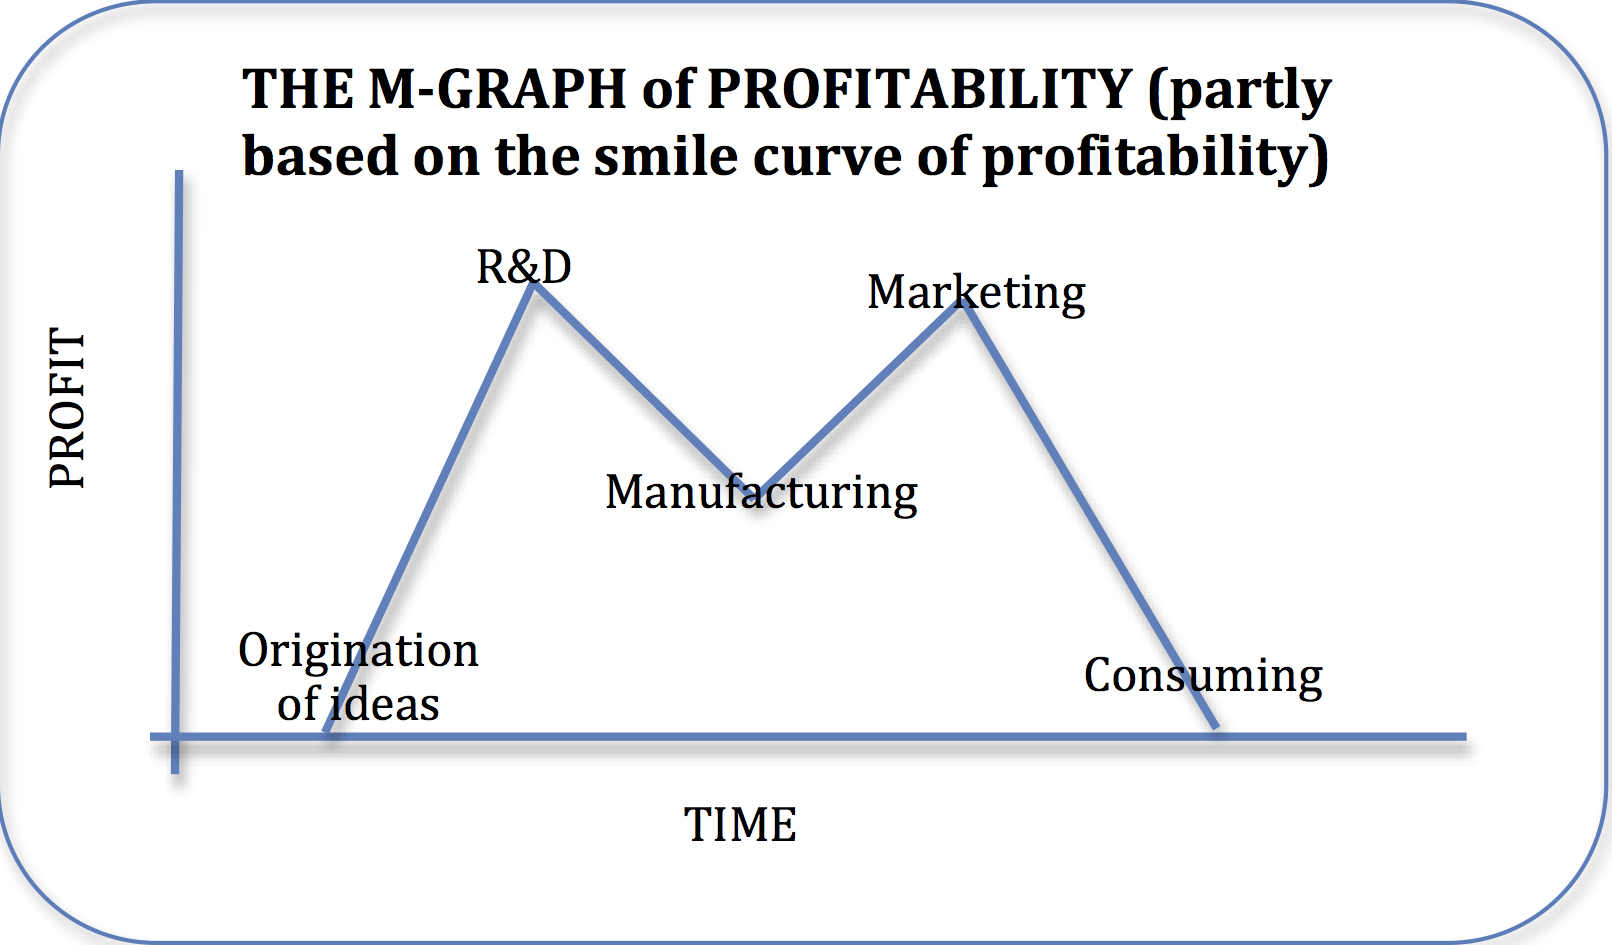 THE M-GRAPH of PROFITABILITY (partly
based on the smile curve of profitability)
R&D
Marketing
PROFIT
Manufacturing
Origination
of ideas
Consuming
TIME